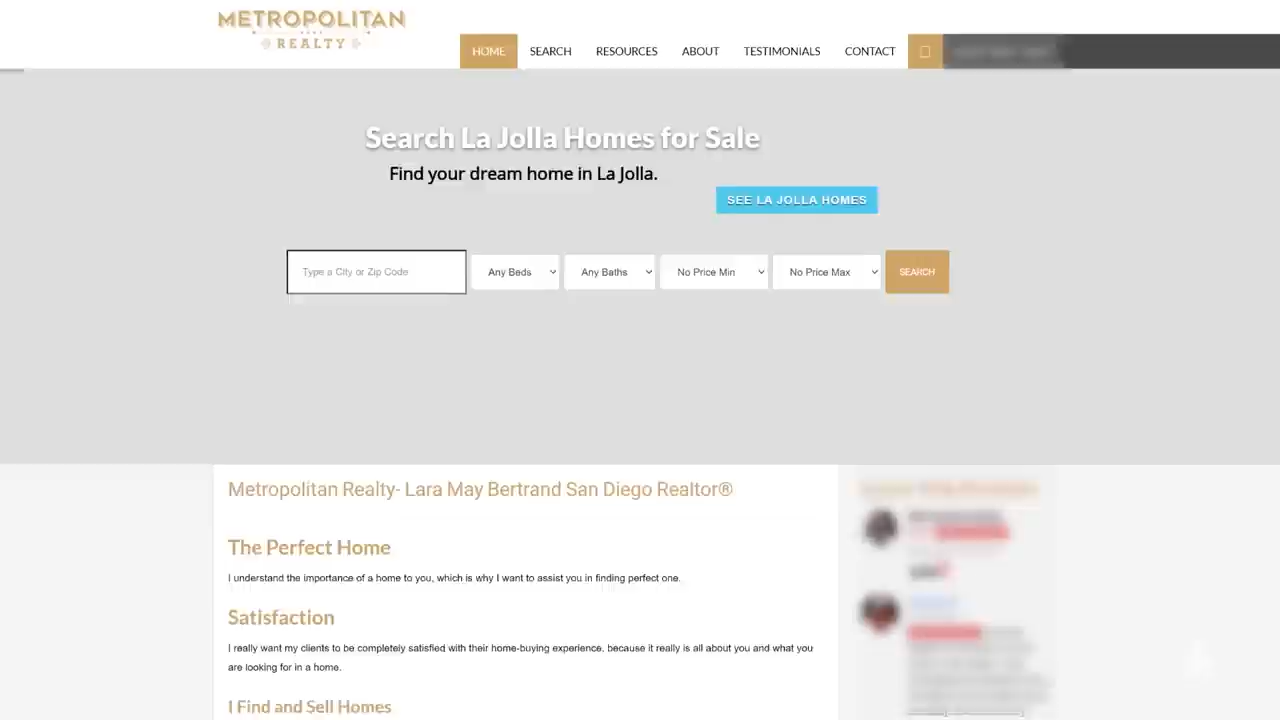 METROPOLITAN
REALTY
HOME SEARCH RESOURCES ABOUT TESTIMONIALS CONTACT
Search La Jolla Homes for Sale
Find your dream home in La Jolla.
SEE LA JOLLA HOMES
Type a City or Zip Code Any Beds Any Baths No Price Min No Price Max SEARCH
Metropolitan Realty- Lara May Bertrand San Diego Realtor®
The Perfect Home
I understand the importance of a home to you, which is why I want to assist you in finding perfect one.
Satisfaction
I really want my clients to be completely satisfied with their home-buying experience, because it really is all about you and what you
are looking for in a home.
I Find and Sell Homes